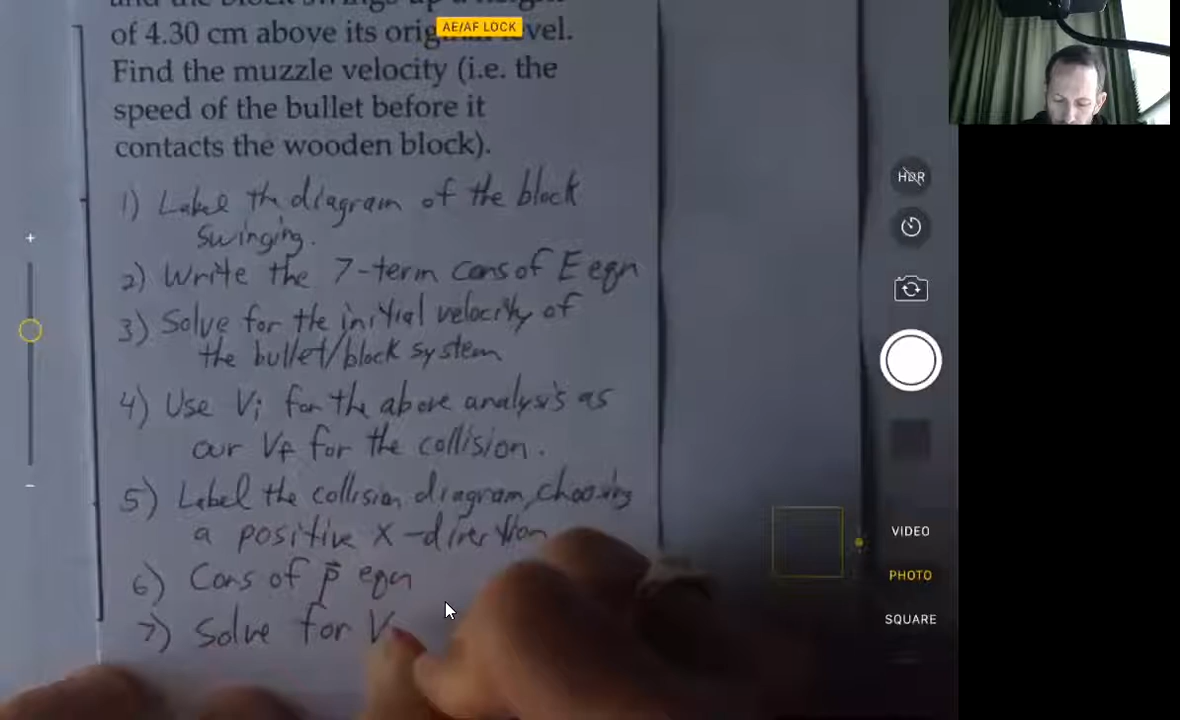 of 4.30 cm above its vel.
AE/AF LOCK
Find the muzzle velocity (i.e. the
speed of the bullet before it
contacts the wooden block).
1) Label the diagram of the block
swinging.
2) Write the 7-term cons of E eqn
3) Solve for the initial velocity of
the bullet/block system
4) Use Vi for the above analysis as
our Vf for the collision.
5) Label the collision diagram, choosing
a positive x-direction
6) Cons of p⃗ eqn
7) Solve for V
+
−
HDR
VIDEO
PHOTO
SQUARE